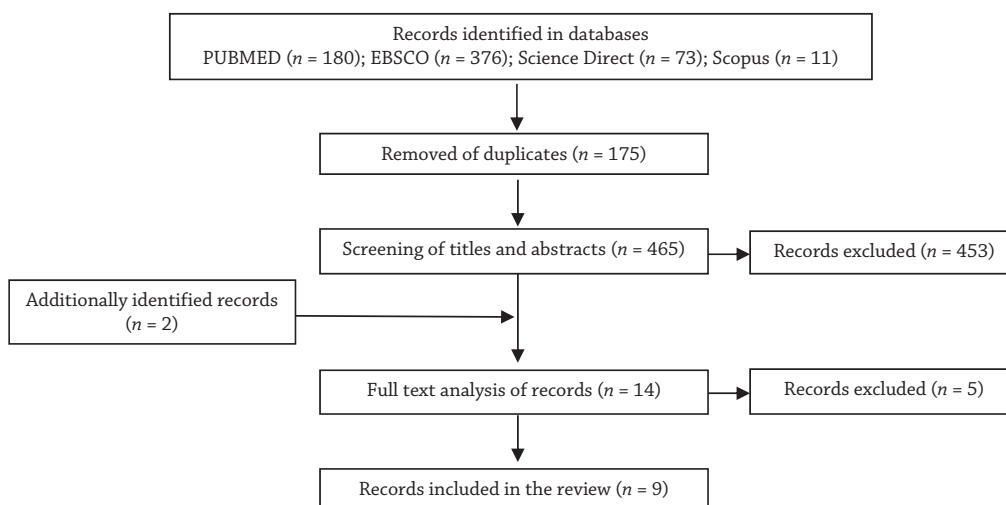 Records identified in databases
PUBMED (n = 180); EBSCO (n = 376); Science Direct (n = 73); Scopus (n = 11)
Removed of duplicates (n = 175)
Screening of titles and abstracts (n = 465)
Records excluded (n = 453)
Additionally identified records
(n = 2)
Full text analysis of records (n = 14)
Records excluded (n = 5)
Records included in the review (n = 9)